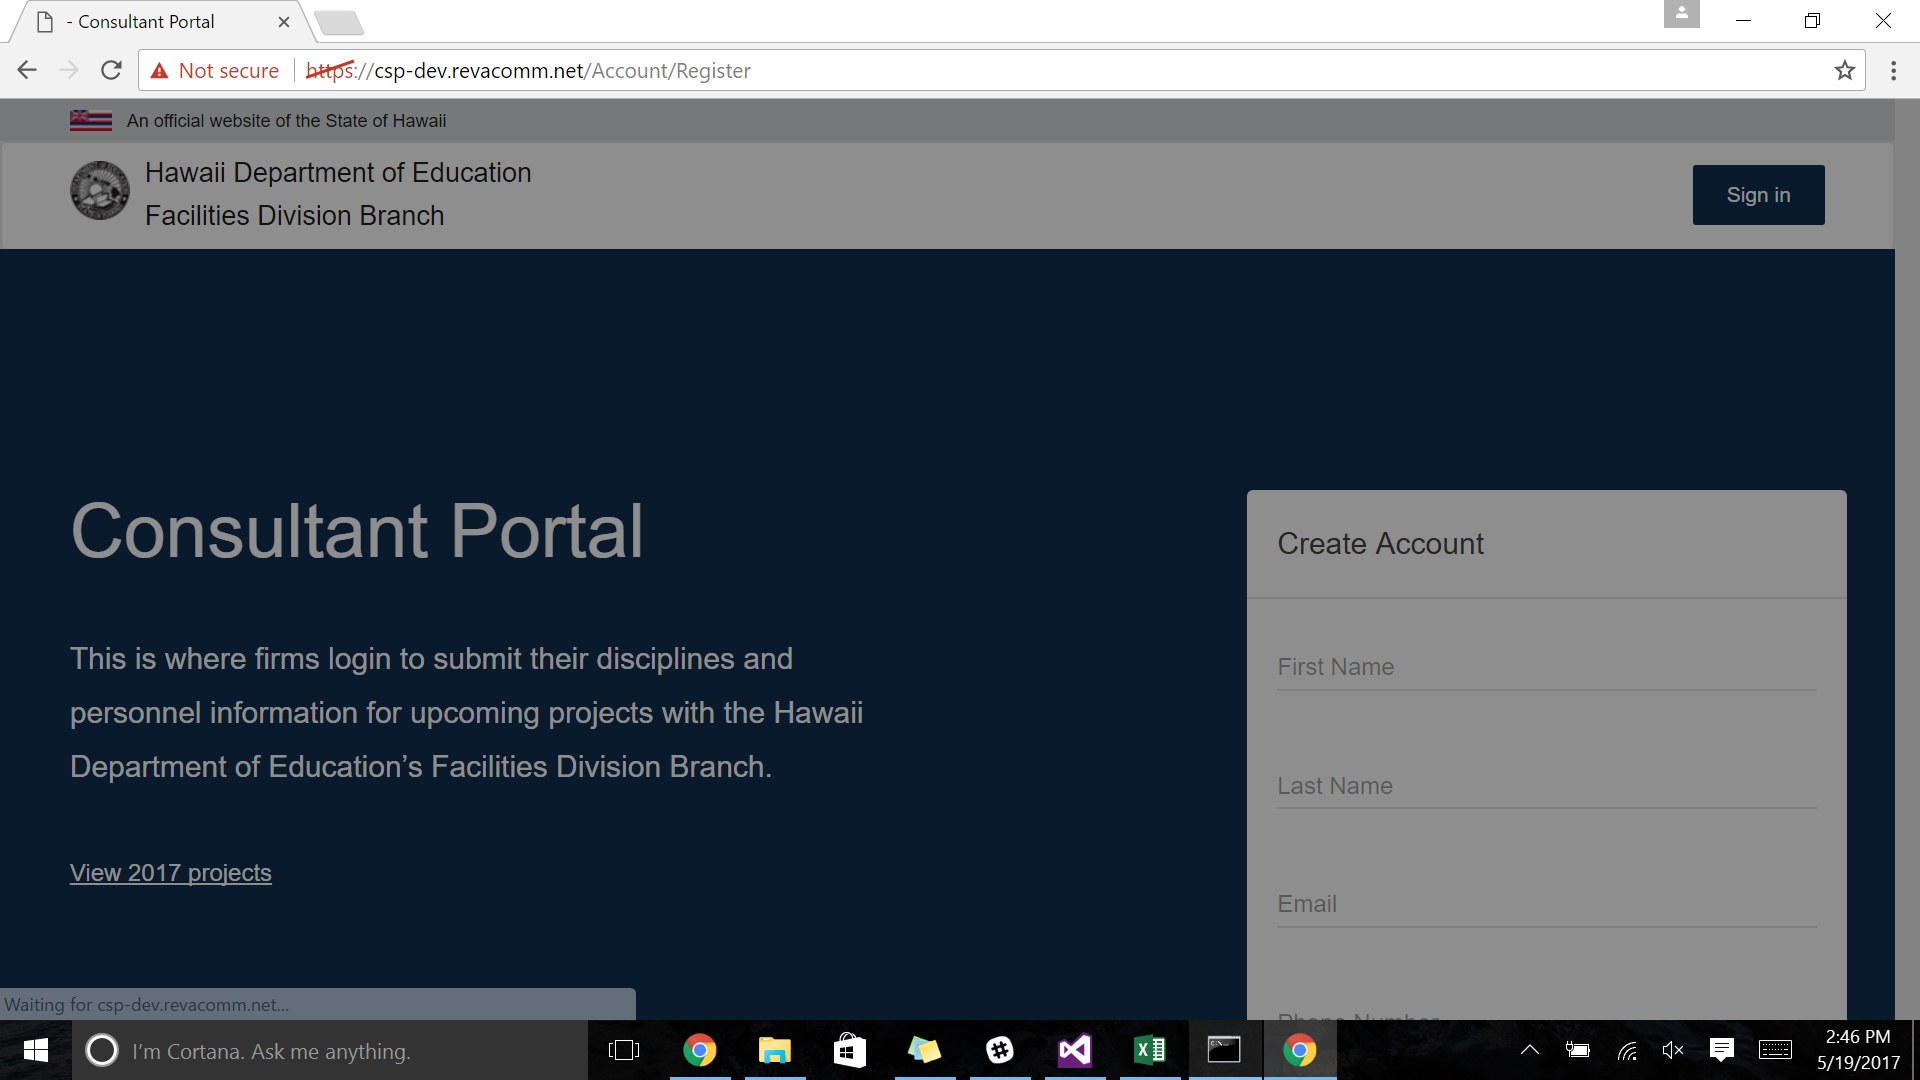 - Consultant Portal
Not secure
https://csp-dev.revacomm.net/Account/Register
An official website of the State of Hawaii
Hawaii Department of Education
Facilities Division Branch
Sign in
Consultant Portal
This is where firms login to submit their disciplines and
personnel information for upcoming projects with the Hawaii
Department of Education’s Facilities Division Branch.
View 2017 projects
Create Account
First Name
Last Name
Email
Phone Number
Waiting for csp-dev.revacomm.net...
I’m Cortana. Ask me anything.
2:46 PM
5/19/2017